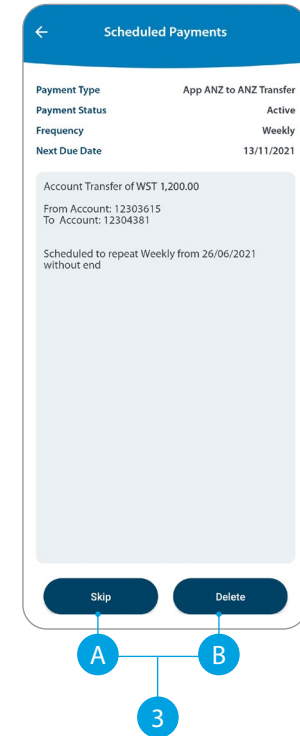 Scheduled Payments
Payment Type App ANZ to ANZ Transfer
Payment Status Active
Frequency Weekly
Next Due Date 13/11/2021
Account Transfer of WST 1,200.00
From Account: 12303615
To Account: 12304381
Scheduled to repeat Weekly from 26/06/2021
without end
Skip Delete
A B
3